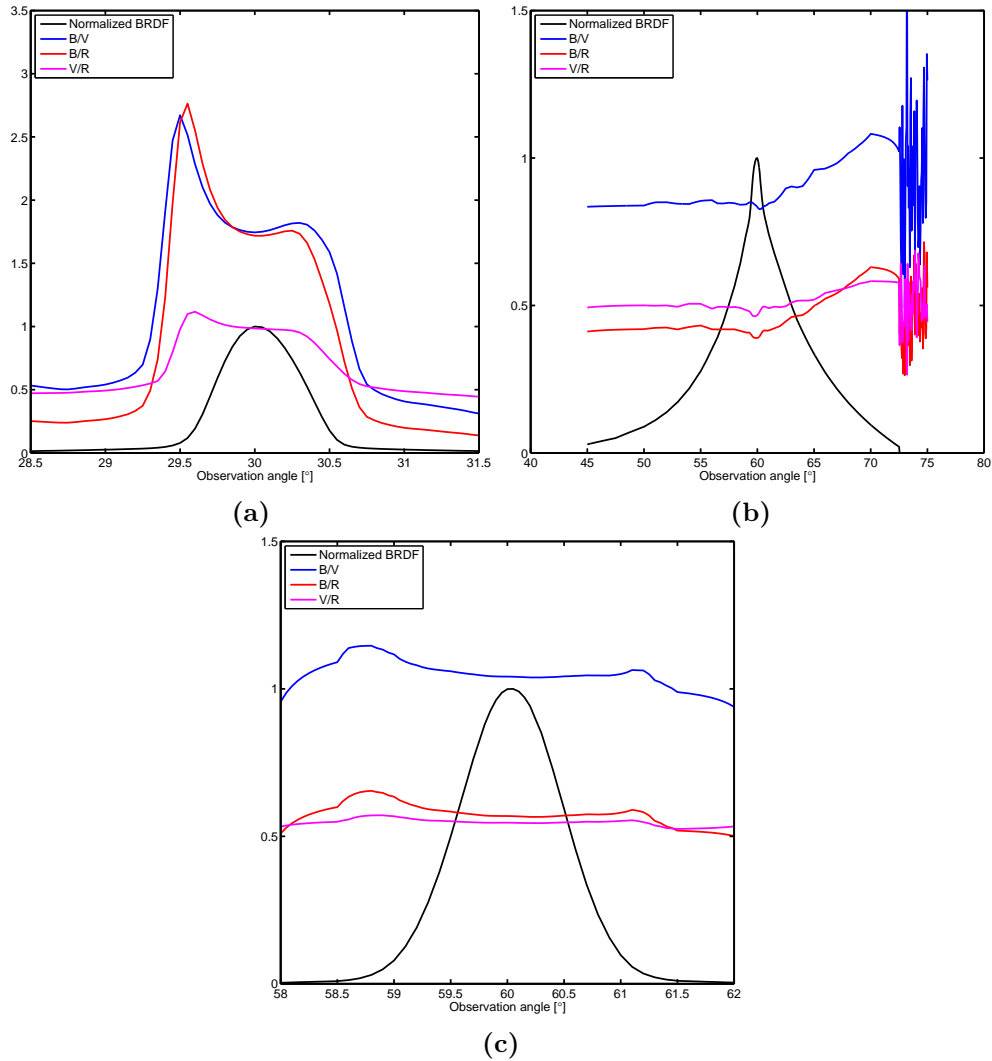 3.5
3
2.5
2
1.5
1
0.5
0
28.5 29 29.5 30 30.5 31 31.5
Observation angle [°]
Normalized BRDF
B/V
B/R
V/R
(a)
1.5
1
0.5
0
40 45 50 55 60 65 70 75 80
Observation angle [°]
Normalized BRDF
B/V
B/R
V/R
(b)
1.5
1
0.5
0
58 58.5 59 59.5 60 60.5 61 61.5 62
Observation angle [°]
Normalized BRDF
B/V
B/R
V/R
(c)